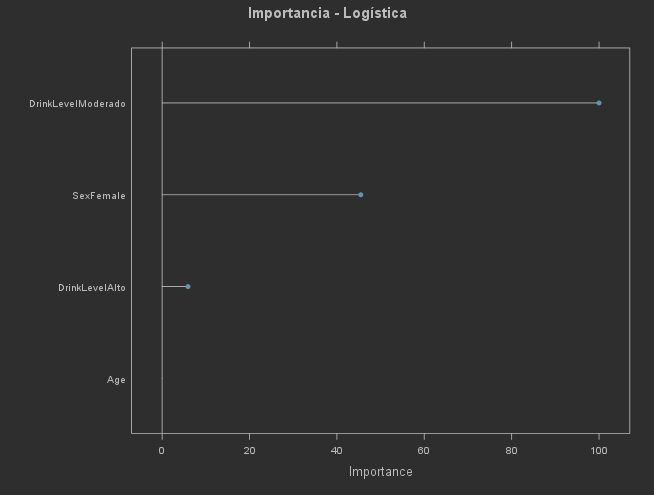 Importancia - Logística
DrinkLevelModerado
SexFemale
DrinkLevelAlto
Age
0 20 40 60 80 100
Importance